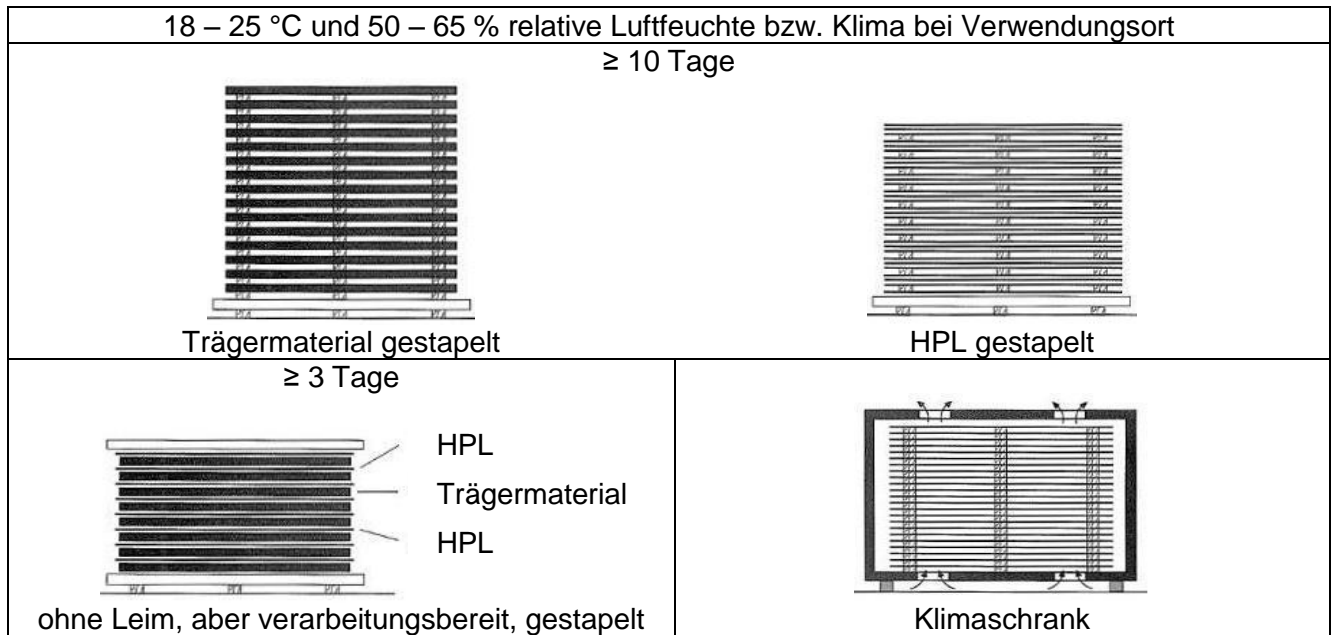 18 – 25 °C und 50 – 65 % relative Luftfeuchte bzw. Klima bei Verwendungsort
≥ 10 Tage
Trägermaterial gestapelt
HPL gestapelt
≥ 3 Tage
HPL
Trägermaterial
HPL
ohne Leim, aber verarbeitungsbereit, gestapelt
Klimaschrank